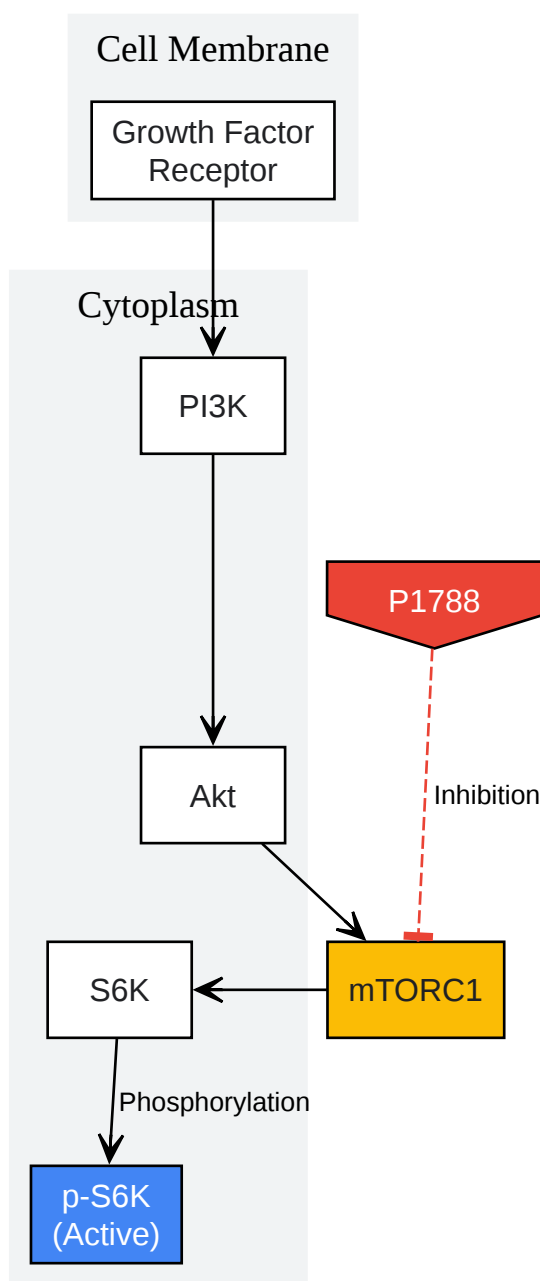 Cell Membrane
Growth Factor
Receptor
Cytoplasm
PI3K
P1788
Akt
Inhibition
S6K
mTORC1
Phosphorylation
p-S6K
(Active)